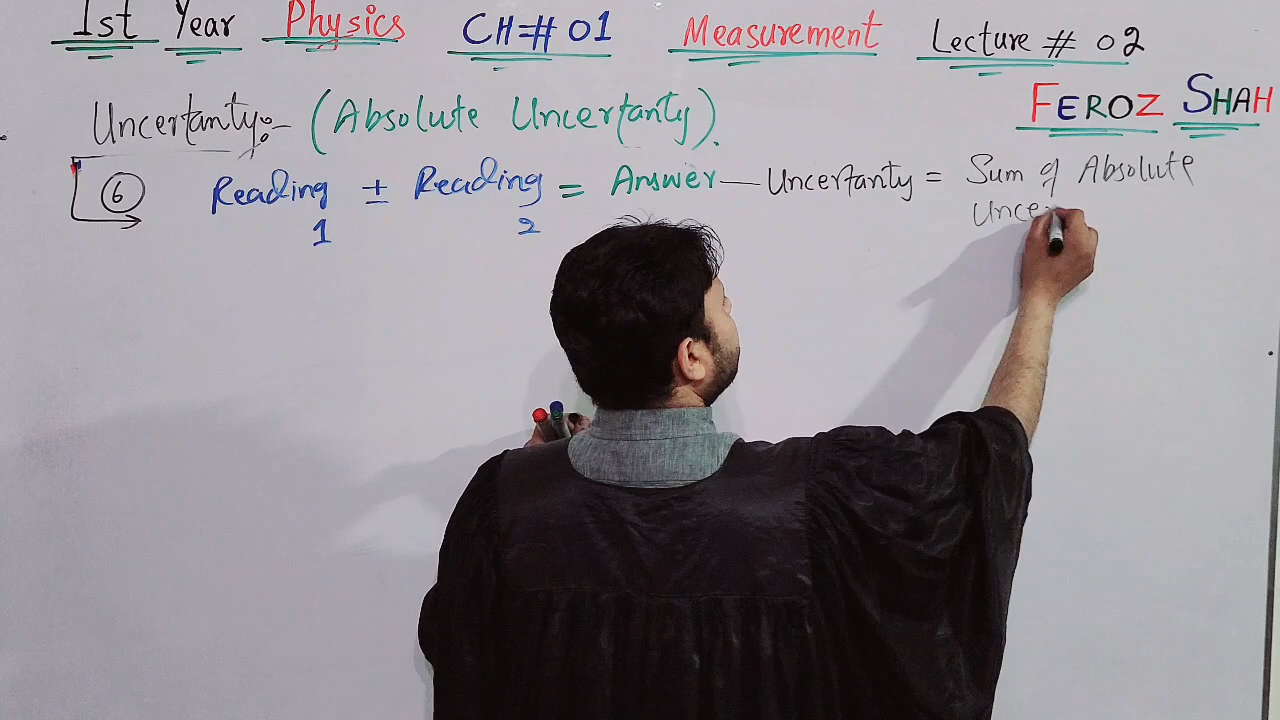 1st Year Physics CH# 01 Measurement Lecture # 02
FEROZ SHAH
Uncertanty:- (Absolute Uncertanty).
6 Reading ± Reading = Answer — Uncertanty = Sum of Absolute
1 2 Unce